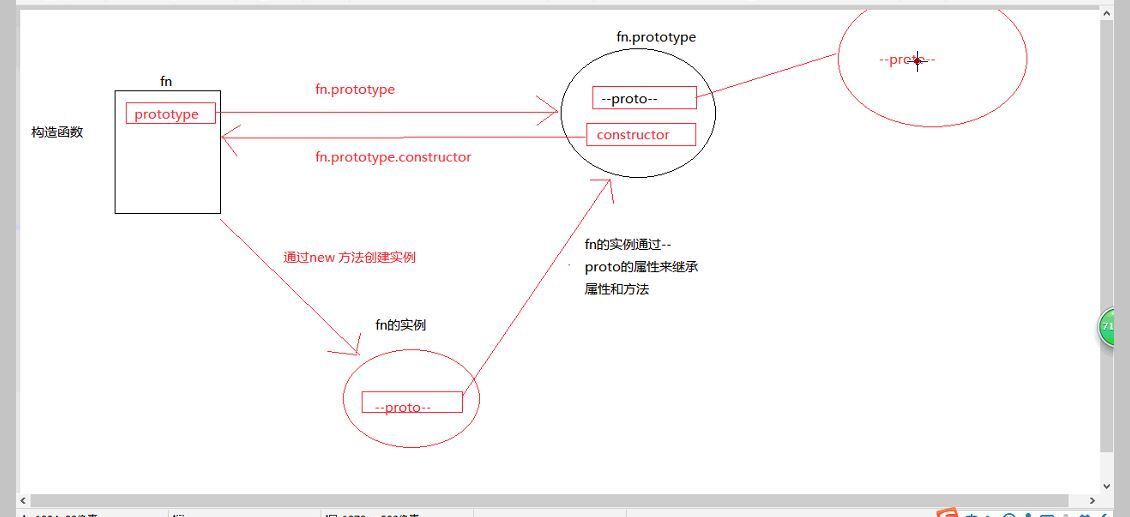 fn.prototype
--proto--
fn
fn.prototype
prototype
--proto--
constructor
构造函数
fn.prototype.constructor
通过new 方法创建实例
fn的实例通过--
proto的属性来继承
属性和方法
fn的实例
--proto--
71